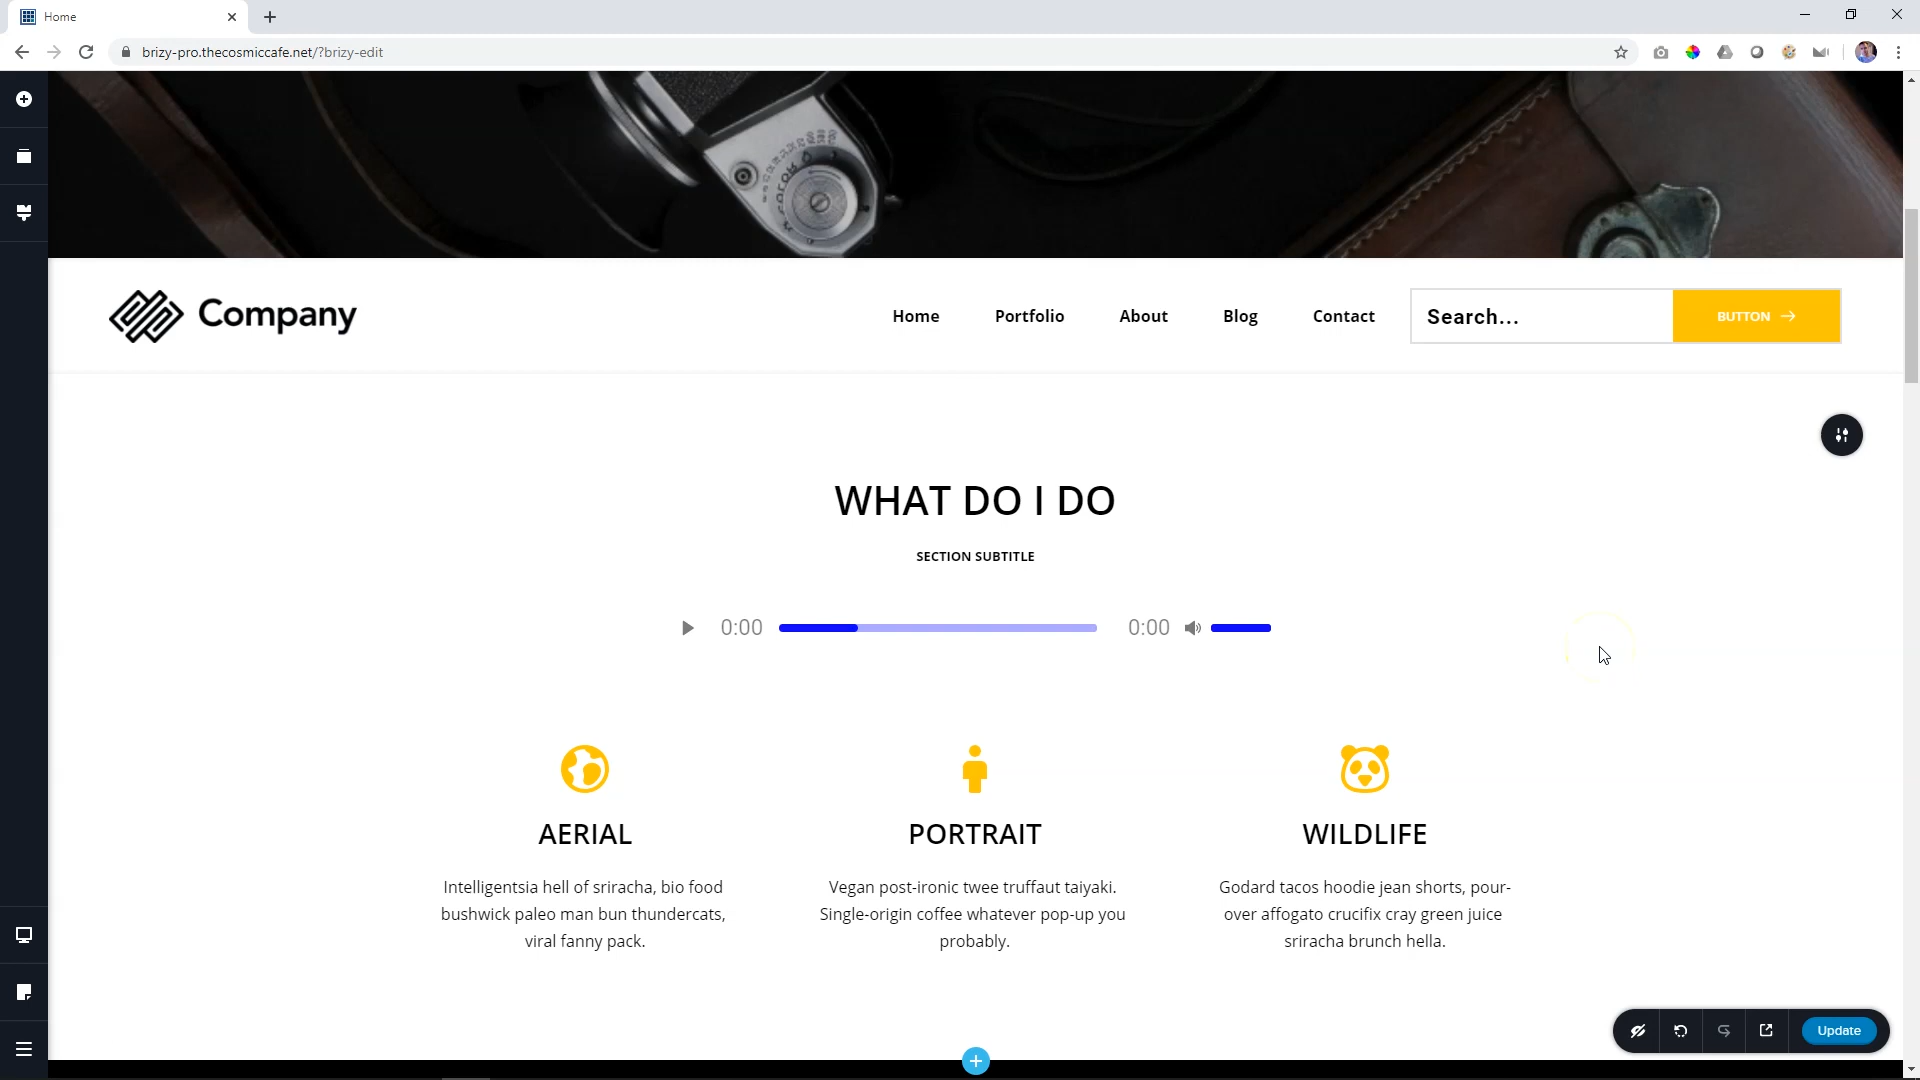 Home
brizy-pro.thecosmiccafe.net/?brizy-edit
Company
Home
Portfolio
About
Blog
Contact
Search...
BUTTON
WHAT DO I DO
SECTION SUBTITLE
0:00
0:00
AERIAL
Intelligentsia hell of sriracha, bio food
bushwick paleo man bun thundercats,
viral fanny pack.
PORTRAIT
Vegan post-ironic twee truffaut taiyaki.
Single-origin coffee whatever pop-up you
probably.
WILDLIFE
Godard tacos hoodie jean shorts, pour-
over affogato crucifix cray green juice
sriracha brunch hella.
Update